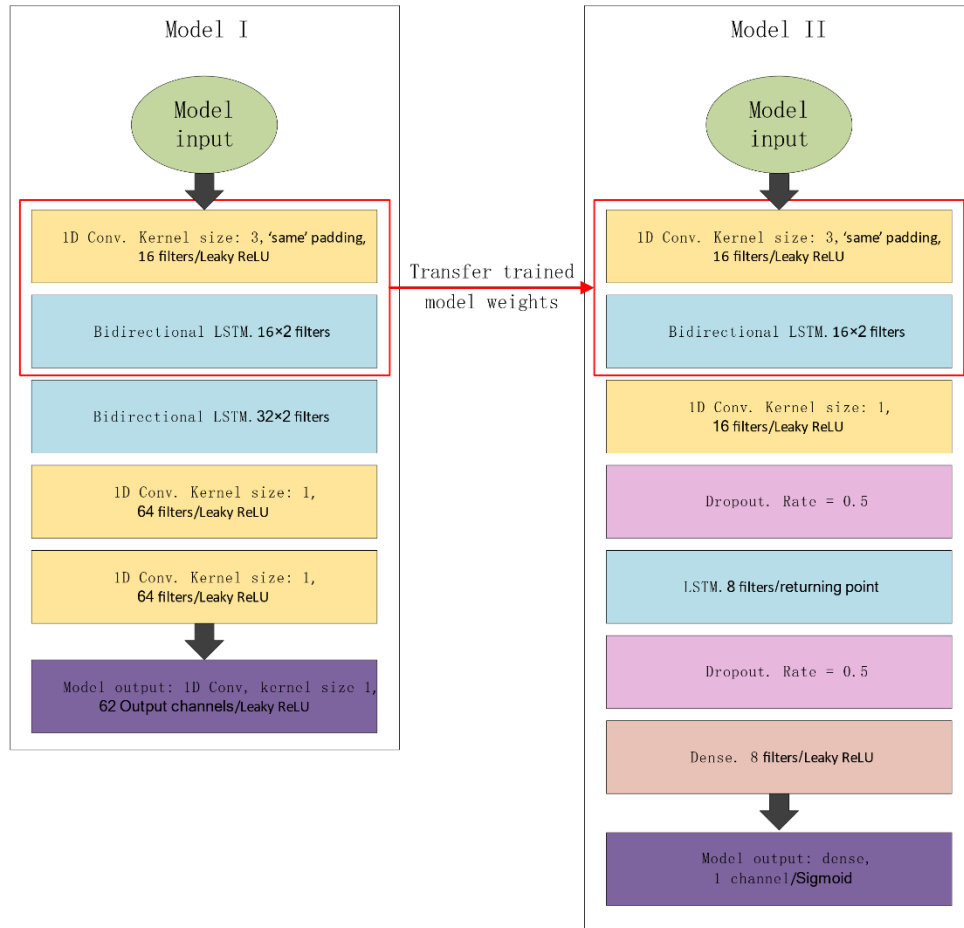 Model I
Model
input
1D Conv. Kernel size: 3, ‘same’ padding,
16 filters/Leaky ReLU
Bidirectional LSTM. 16×2 filters
Bidirectional LSTM. 32×2 filters
1D Conv. Kernel size: 1,
64 filters/Leaky ReLU
1D Conv. Kernel size: 1,
64 filters/Leaky ReLU
Model output: 1D Conv, kernel size 1,
62 Output channels/Leaky ReLU
Transfer trained
model weights
Model II
Model
input
1D Conv. Kernel size: 3, ‘same’ padding,
16 filters/Leaky ReLU
Bidirectional LSTM. 16×2 filters
1D Conv. Kernel size: 1,
16 filters/Leaky ReLU
Dropout. Rate = 0.5
LSTM. 8 filters/returning point
Dropout. Rate = 0.5
Dense. 8 filters/Leaky ReLU
Model output: dense,
1 channel/Sigmoid